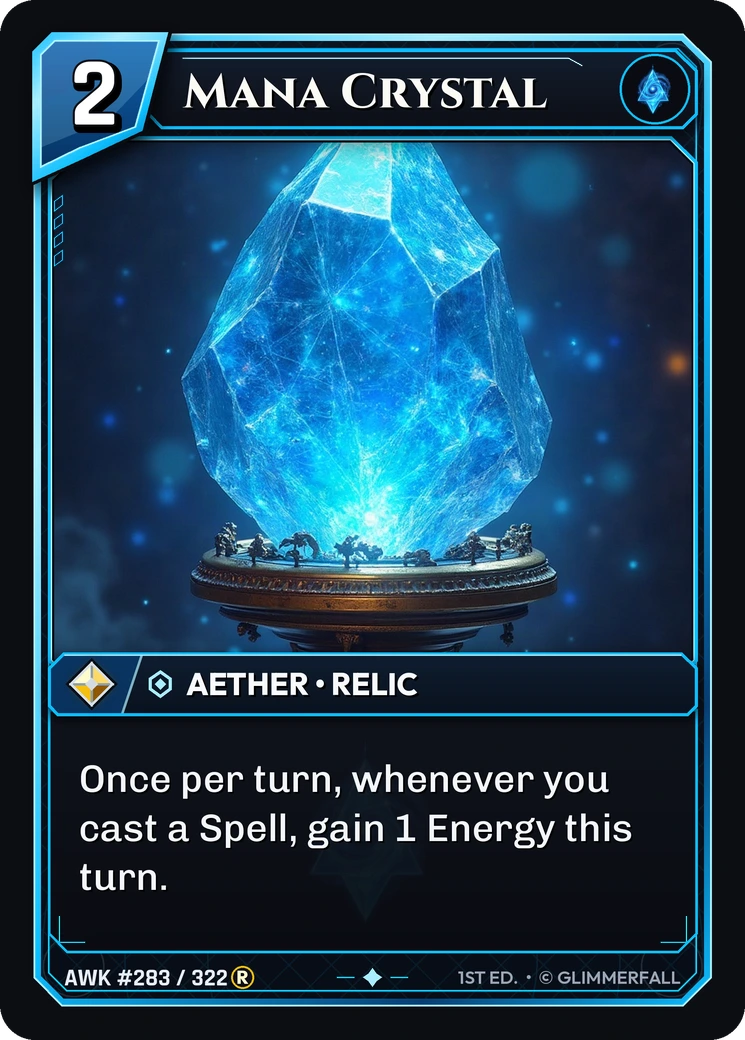 2
Mana Crystal
AETHER • RELIC
Once per turn, whenever you
cast a Spell, gain 1 Energy this
turn.
AWK #283 / 322 R
1ST ED. • © GLIMMERFALL